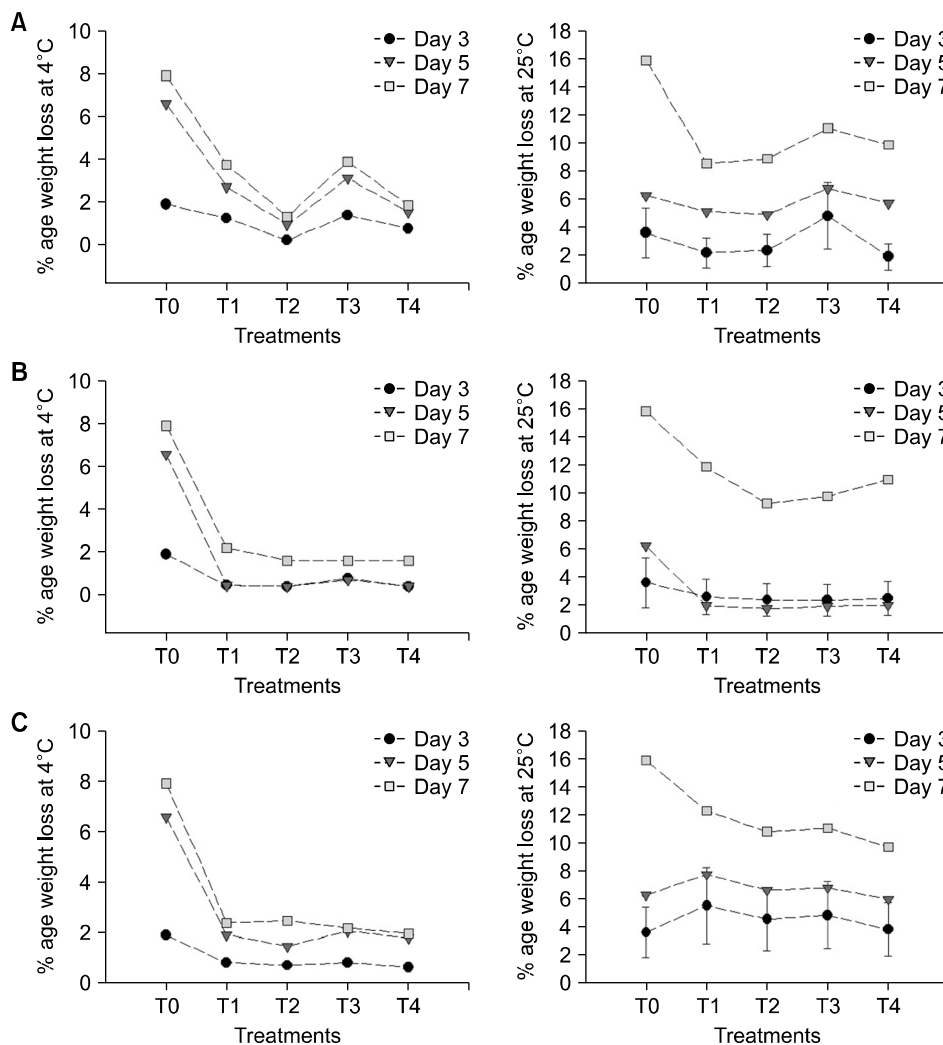 A
% age weight loss at 4°C
10
8
6
4
2
0
Day 3
Day 5
Day 7
T0 T1 T2 T3 T4
Treatments
% age weight loss at 25°C
18
16
14
12
10
8
6
4
2
0
Day 3
Day 5
Day 7
T0 T1 T2 T3 T4
Treatments
B
% age weight loss at 4°C
10
8
6
4
2
0
Day 3
Day 5
Day 7
T0 T1 T2 T3 T4
Treatments
% age weight loss at 25°C
18
16
14
12
10
8
6
4
2
0
Day 3
Day 5
Day 7
T0 T1 T2 T3 T4
Treatments
C
% age weight loss at 4°C
10
8
6
4
2
0
Day 3
Day 5
Day 7
T0 T1 T2 T3 T4
Treatments
% age weight loss at 25°C
18
16
14
12
10
8
6
4
2
0
Day 3
Day 5
Day 7
T0 T1 T2 T3 T4
Treatments